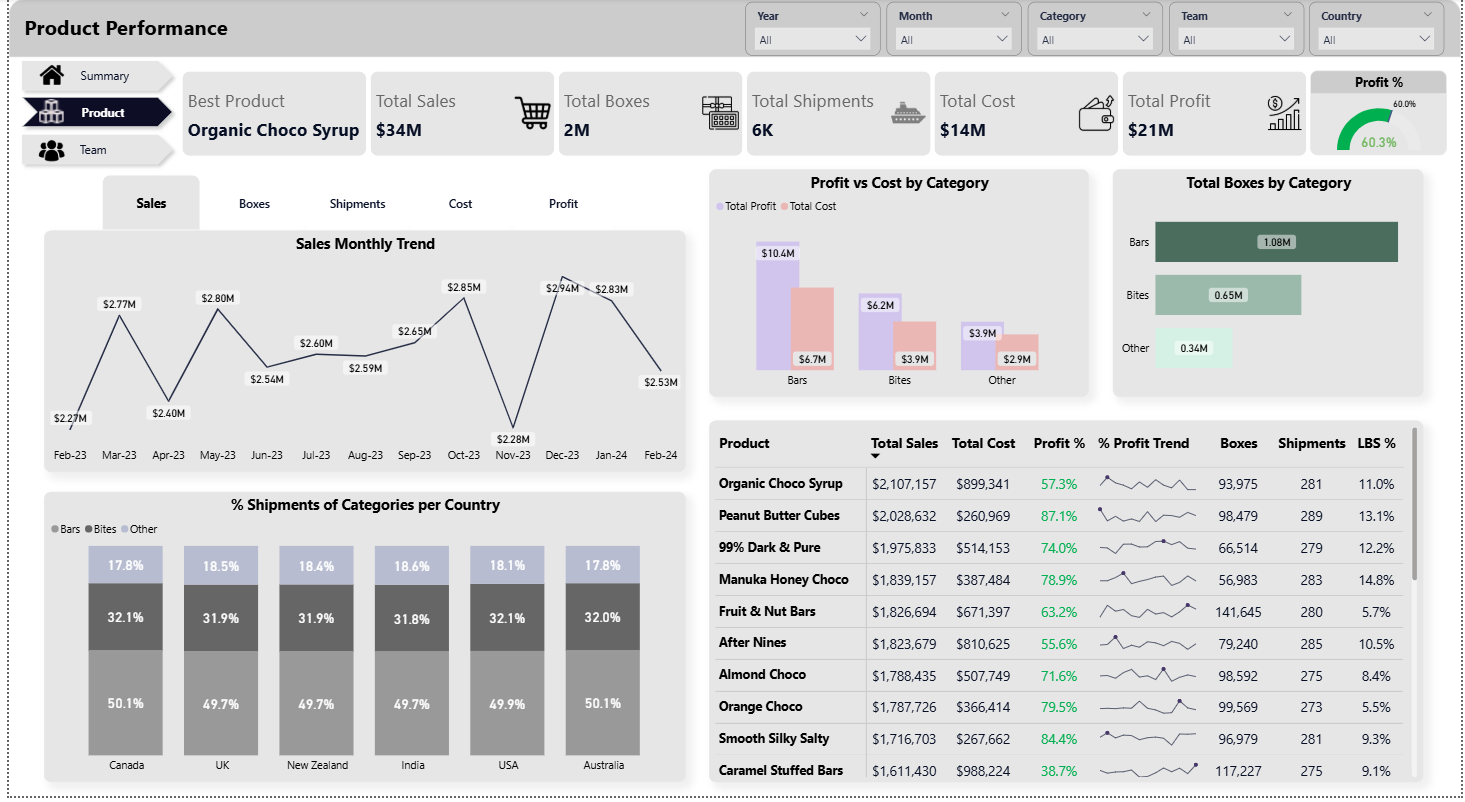 Product Performance
Year
All
Month
All
Category
All
Team
All
Country
All
Summary
Product
Team
Best Product
Organic Choco Syrup
Total Sales
$34M
Total Boxes
2M
Total Shipments
6K
Total Cost
$14M
Total Profit
$21M
Profit %
60.0%
60.3%
Sales Boxes Shipments Cost Profit
Sales Monthly Trend
$2.27M $2.77M $2.40M $2.80M $2.54M $2.60M $2.59M $2.65M $2.85M $2.28M $2.94M $2.83M $2.53M
Feb-23 Mar-23 Apr-23 May-23 Jun-23 Jul-23 Aug-23 Sep-23 Oct-23 Nov-23 Dec-23 Jan-24 Feb-24
Profit vs Cost by Category
Total Profit Total Cost
$10.4M $6.7M $6.2M $3.9M $3.9M $2.9M
Bars Bites Other
Total Boxes by Category
Bars 1.08M
Bites 0.65M
Other 0.34M
% Shipments of Categories per Country
Bars Bites Other
17.8% 18.5% 18.4% 18.6% 18.1% 17.8%
32.1% 31.9% 31.9% 31.8% 32.1% 32.0%
50.1% 49.7% 49.7% 49.7% 49.9% 50.1%
Canada UK New Zealand India USA Australia
Product Total Sales Total Cost Profit % % Profit Trend Boxes Shipments LBS %
Organic Choco Syrup $2,107,157 $899,341 57.3% 93,975 281 11.0%
Peanut Butter Cubes $2,028,632 $260,969 87.1% 98,479 289 13.1%
99% Dark & Pure $1,975,833 $514,153 74.0% 66,514 279 12.2%
Manuka Honey Choco $1,839,157 $387,484 78.9% 56,983 283 14.8%
Fruit & Nut Bars $1,826,694 $671,397 63.2% 141,645 280 5.7%
After Nines $1,823,679 $810,625 55.6% 79,240 285 10.5%
Almond Choco $1,788,435 $507,749 71.6% 98,592 275 8.4%
Orange Choco $1,787,726 $366,414 79.5% 99,569 273 5.5%
Smooth Silky Salty $1,716,703 $267,662 84.4% 96,979 281 9.3%
Caramel Stuffed Bars $1,611,430 $988,224 38.7% 117,227 275 9.1%